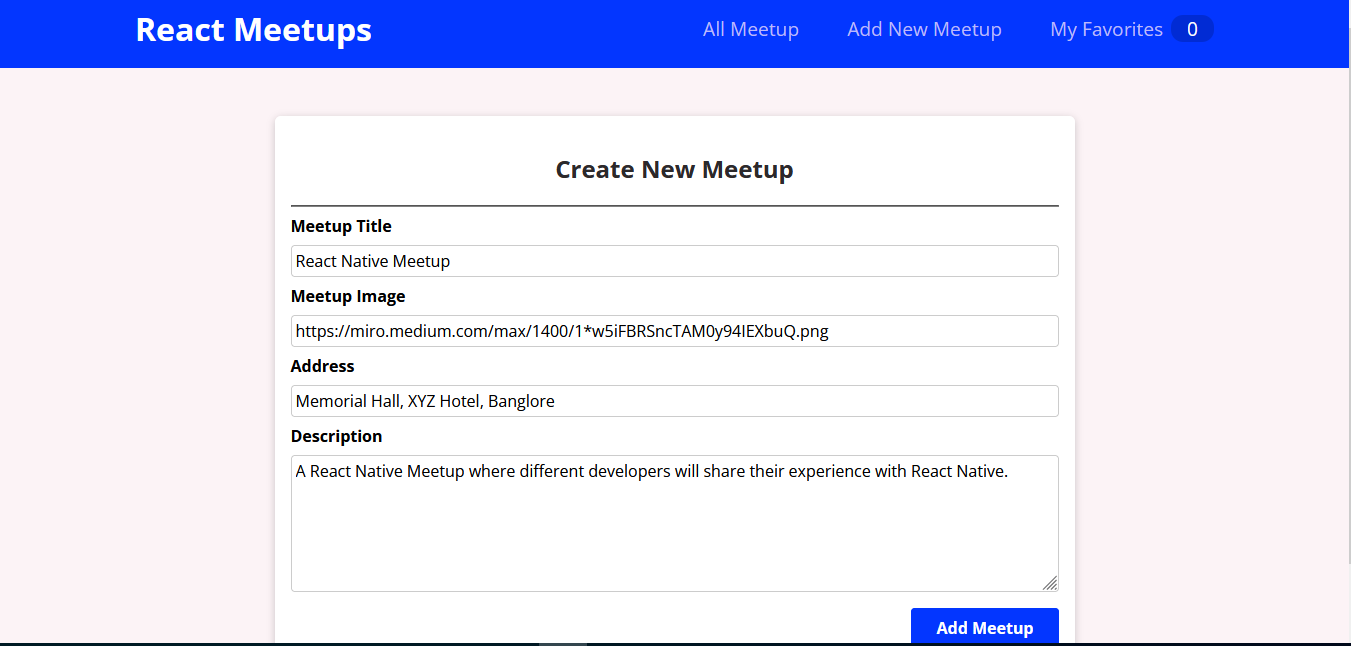 React Meetups
All Meetup
Add New Meetup
My Favorites 0
Create New Meetup
Meetup Title
React Native Meetup
Meetup Image
https://miro.medium.com/max/1400/1*w5iFBRSncTAM0y94IEXbuQ.png
Address
Memorial Hall, XYZ Hotel, Banglore
Description
A React Native Meetup where different developers will share their experience with React Native.
Add Meetup